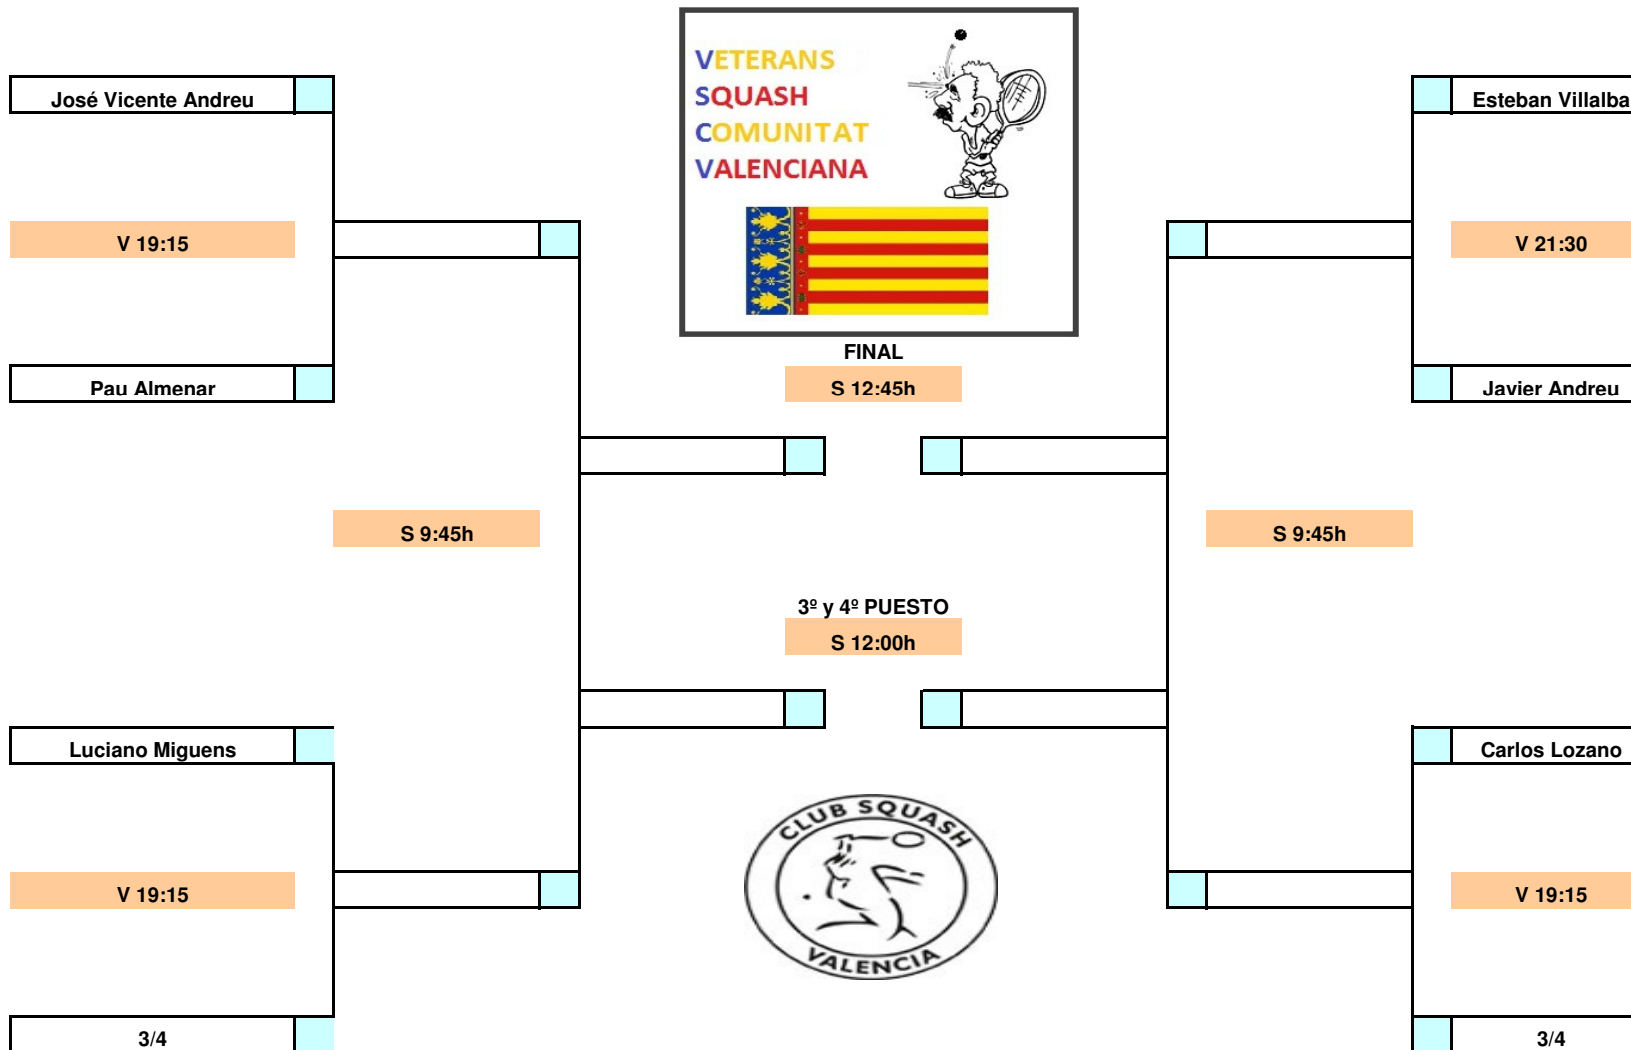 VETERANS
SQUASH
COMUNITAT
VALENCIANA
José Vicente Andreu
Esteban Villalba
V 19:15
V 21:30
FINAL
Pau Almenar
S 12:45h
Javier Andreu
S 9:45h
S 9:45h
3º y 4º PUESTO
S 12:00h
Luciano Miguens
Carlos Lozano
CLUB SQUASH
VALENCIA
V 19:15
V 19:15
3/4
3/4